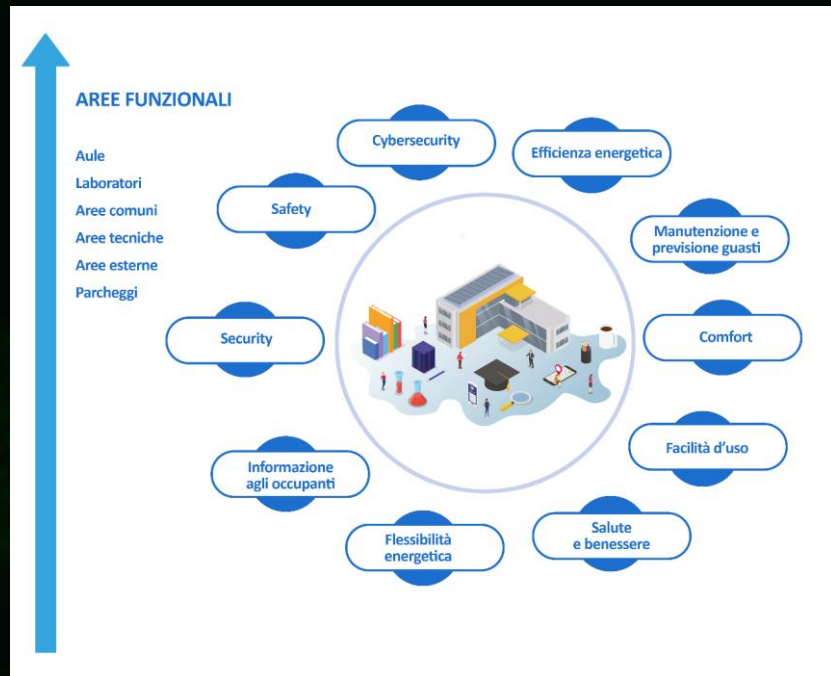 AREE FUNZIONALI
Aule
Laboratori
Aree comuni
Aree tecniche
Aree esterne
Parcheggi
Cybersecurity
Efficienza energetica
Manutenzione e
previsione guasti
Comfort
Facilità d'uso
Salute
e benessere
Flessibilità
energetica
Informazione
agli occupanti
Security
Safety